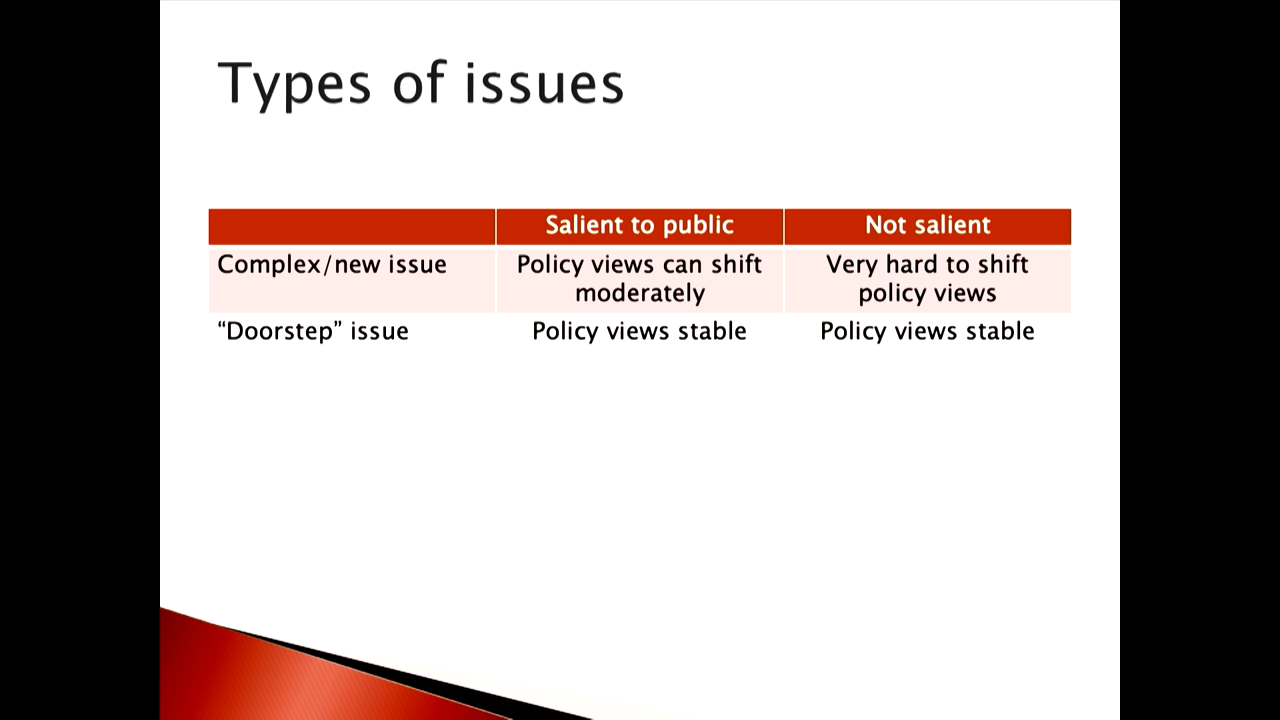 Types of issues
Salient to public
Not salient
Complex/new issue
Policy views can shift
moderately
Very hard to shift
policy views
“Doorstep” issue
Policy views stable
Policy views stable